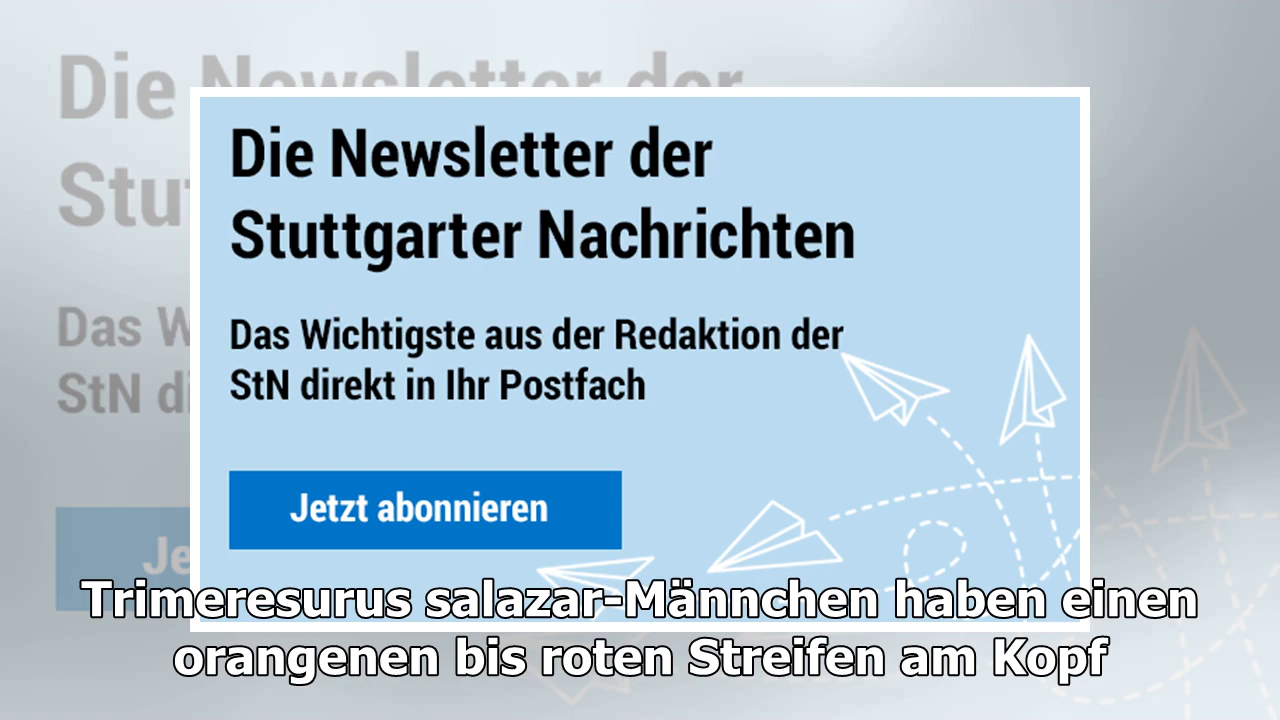 Die Newsletter der
Stuttgarter Nachrichten
Das Wichtigste aus der Redaktion der
StN direkt in Ihr Postfach
Jetzt abonnieren
Trimeresurus salazar-Männchen haben einen
orangenen bis roten Streifen am Kopf